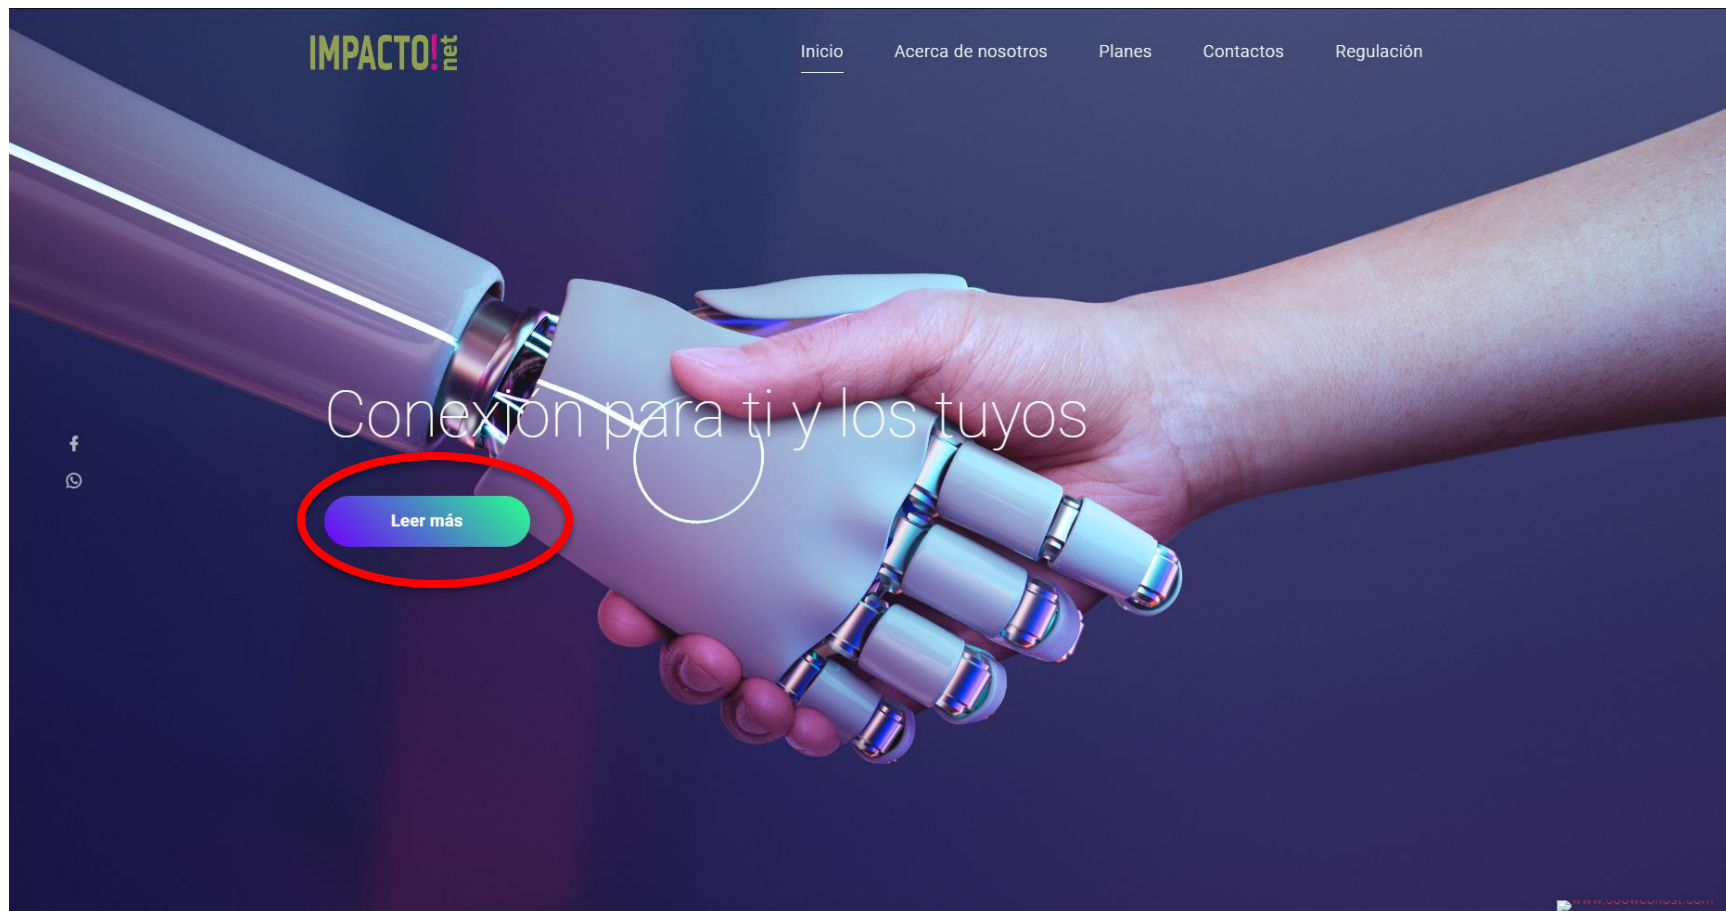 IMPACTO!net
Inicio
Acerca de nosotros
Planes
Contactos
Regulación
Conexión para ti y los tuyos
Leer más